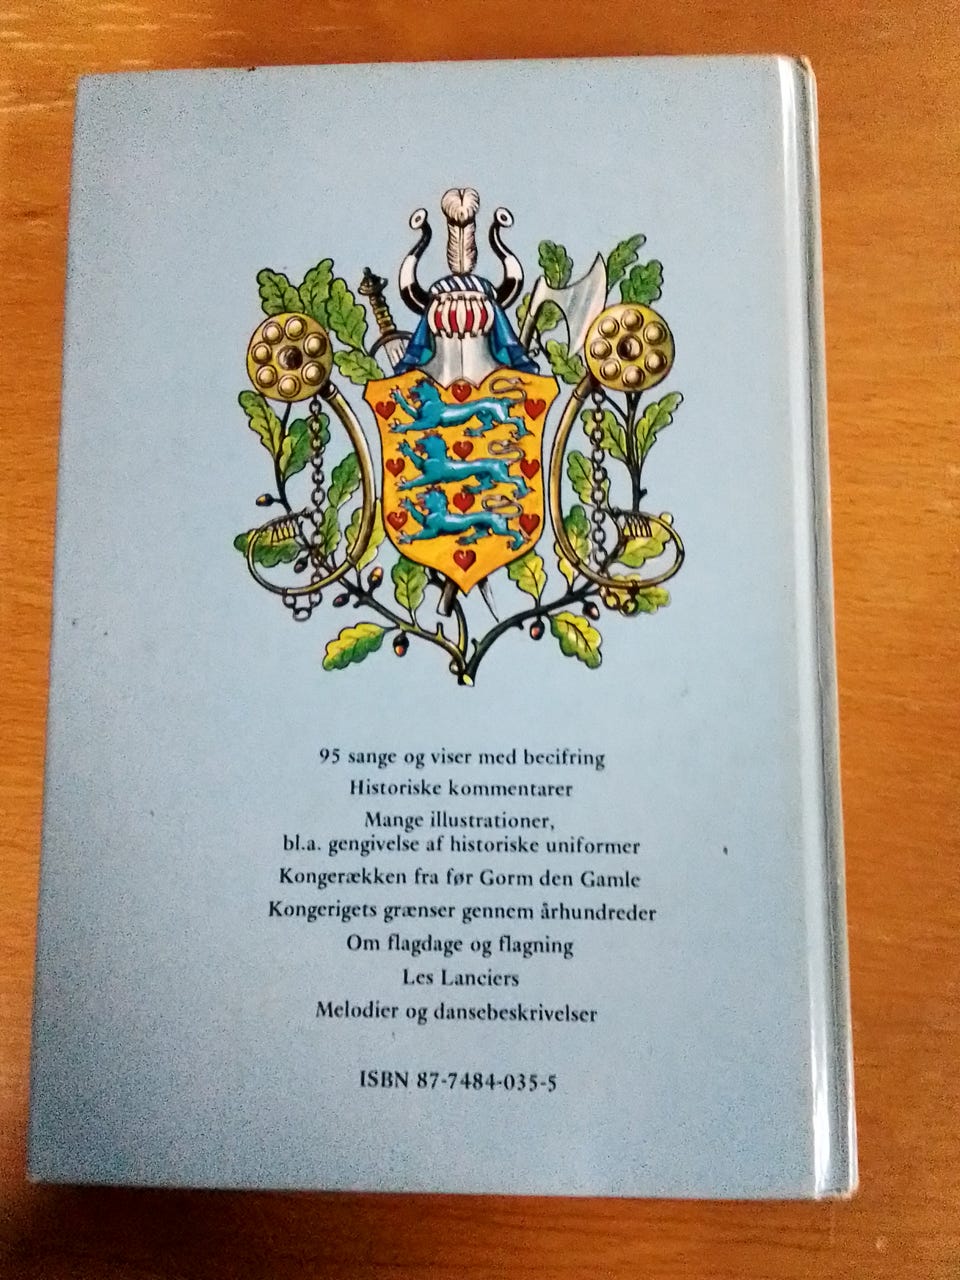 95 sange og viser med becifring
Historiske kommentarer
Mange illustrationer,
bl.a. gengivelse af historiske uniformer
Kongerækken fra før Gorm den Gamle
Kongerigets grænser gennem århundreder
Om flagdage og flagning
Les Lanciers
Melodier og dansebeskrivelser
ISBN 87-7484-035-5